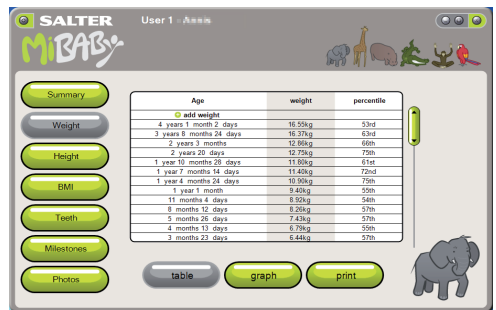 SALTER
MiBABY
User 1 -
Summary
Weight
Height
BMI
Teeth
Milestones
Photos
Age weight percentile
add weight
4 years 1 month 2 days 16.55kg 53rd
3 years 8 months 24 days 16.37kg 63rd
2 years 3 months 12.86kg 66th
2 years 20 days 12.75kg 75th
1 year 10 months 28 days 11.80kg 61st
1 year 7 months 14 days 11.40kg 72nd
1 year 4 months 24 days 10.90kg 75th
1 year 1 month 9.40kg 55th
11 months 4 days 8.92kg 54th
8 months 12 days 8.26kg 57th
5 months 26 days 7.43kg 57th
4 months 13 days 6.79kg 55th
3 months 23 days 6.44kg 57th
table graph print